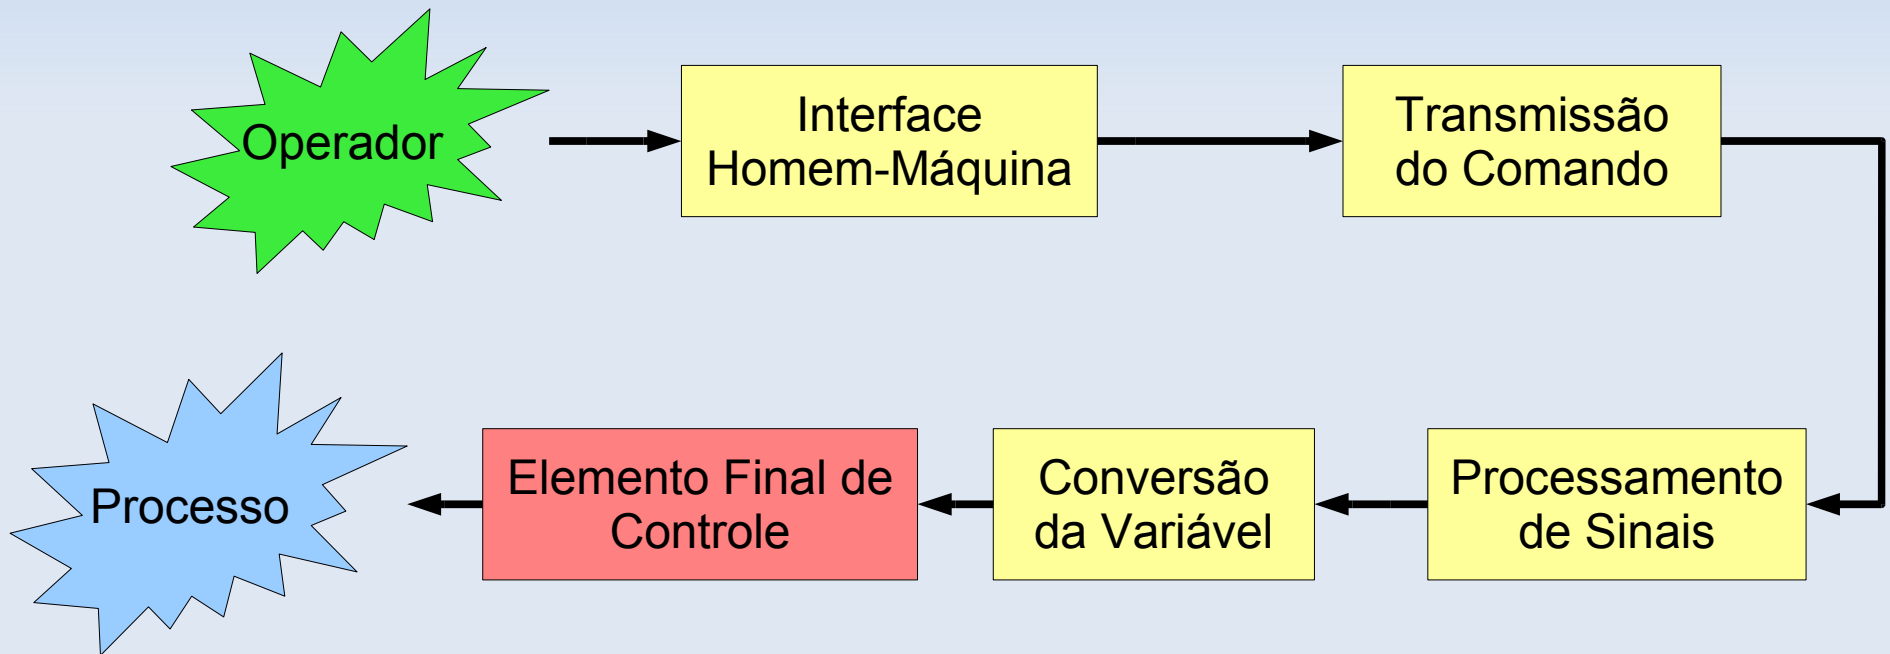 Operador
Interface
Homem-Máquina
Transmissão
do Comando
Processo
Elemento Final de
Controle
Conversão
da Variável
Processamento
de Sinais